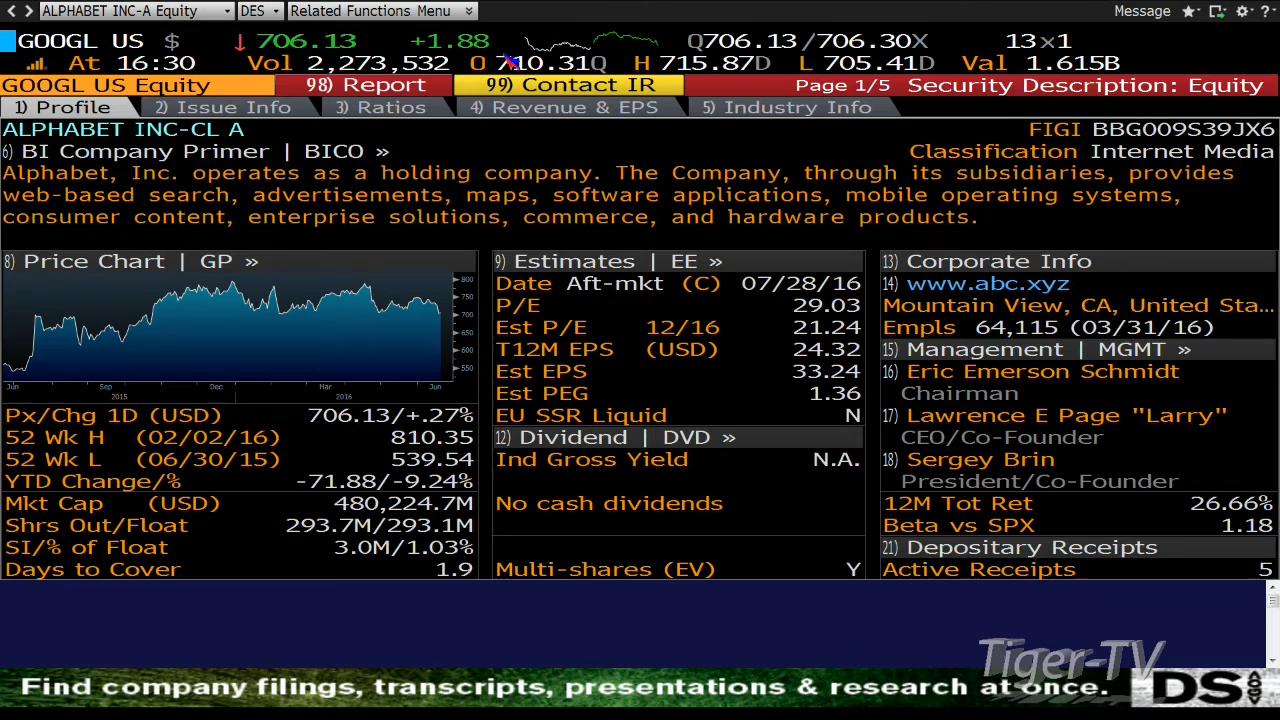 ALPHABET INC-A Equity DES Related Functions Menu Message
GOOGL US $ ↓ 706.13 +1.88 Q706.13/706.30X 13x1
At 16:30 Vol 2,273,532 O 710.31Q H 715.87D L 705.41D Val 1.615B
GOOGL US Equity 98) Report 99) Contact IR Page 1/5 Security Description: Equity
1) Profile 2) Issue Info 3) Ratios 4) Revenue & EPS 5) Industry Info
ALPHABET INC-CL A FIGI BBG009S39JX6
6) BI Company Primer | BICO » Classification Internet Media
Alphabet, Inc. operates as a holding company. The Company, through its subsidiaries, provides
web-based search, advertisements, maps, software applications, mobile operating systems,
consumer content, enterprise solutions, commerce, and hardware products.
8) Price Chart | GP »
800
750
700
650
600
550
Jun Sep Dec Mar Jun
2015 2016
Px/Chg 1D (USD) 706.13/+.27%
52 Wk H (02/02/16) 810.35
52 Wk L (06/30/15) 539.54
YTD Change/% -71.88/-9.24%
Mkt Cap (USD) 480,224.7M
Shrs Out/Float 293.7M/293.1M
SI/% of Float 3.0M/1.03%
Days to Cover 1.9
9) Estimates | EE »
Date Aft-mkt (C) 07/28/16
P/E 29.03
Est P/E 12/16 21.24
T12M EPS (USD) 24.32
Est EPS 33.24
Est PEG 1.36
EU SSR Liquid N
12) Dividend | DVD »
Ind Gross Yield N.A.
No cash dividends
Multi-shares (EV) Y
13) Corporate Info
14) www.abc.xyz
Mountain View, CA, United Sta...
Empls 64,115 (03/31/16)
15) Management | MGMT »
16) Eric Emerson Schmidt
Chairman
17) Lawrence E Page "Larry"
CEO/Co-Founder
18) Sergey Brin
President/Co-Founder
12M Tot Ret 26.66%
Beta vs SPX 1.18
21) Depositary Receipts
Active Receipts 5
Tiger-TV
Find company filings, transcripts, presentations & research at once. DS